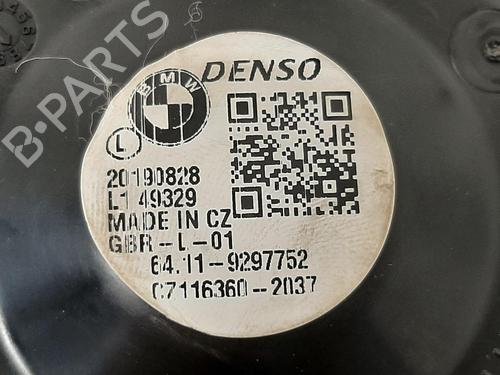 BMW
DENSO
L
20190828
L1 49329
MADE IN CZ
GBR-L-01
64.11-9297752
C7116360-2037
B-PARTS